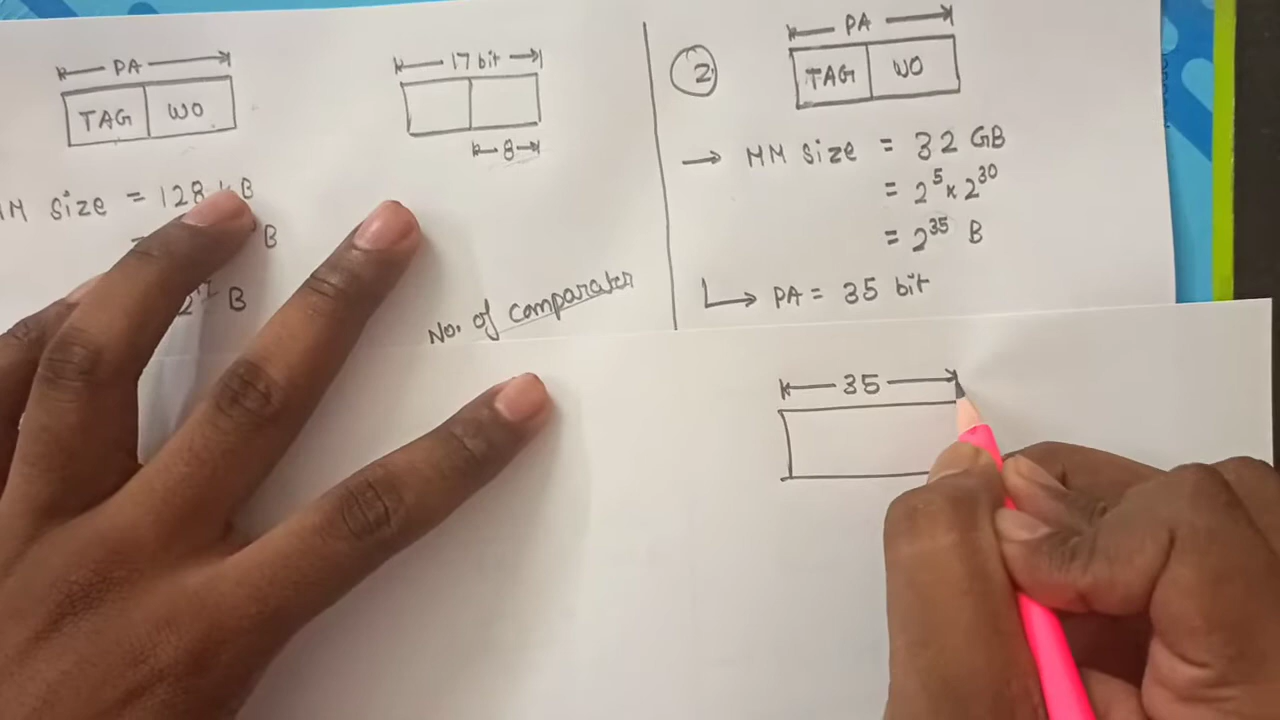 PA
TAG WO
MM Size = 128 B
B
B
17 bit
8
No. of comparator
2
PA
TAG WO
→ MM Size = 32 GB
= 2^5 x 2^30
= 2^35 B
→ PA = 35 bit
35